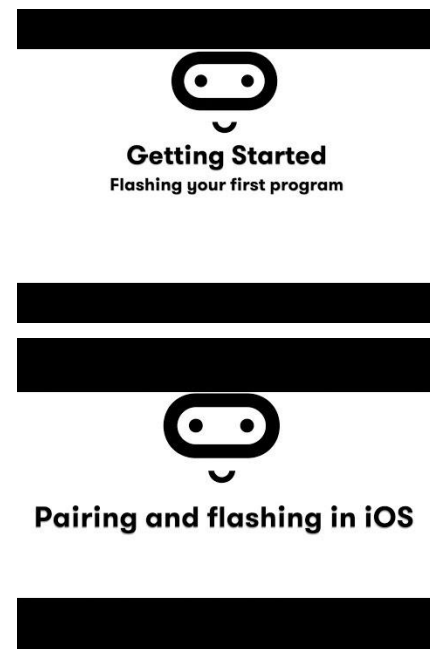 Getting Started
Flashing your first program
Pairing and flashing in iOS